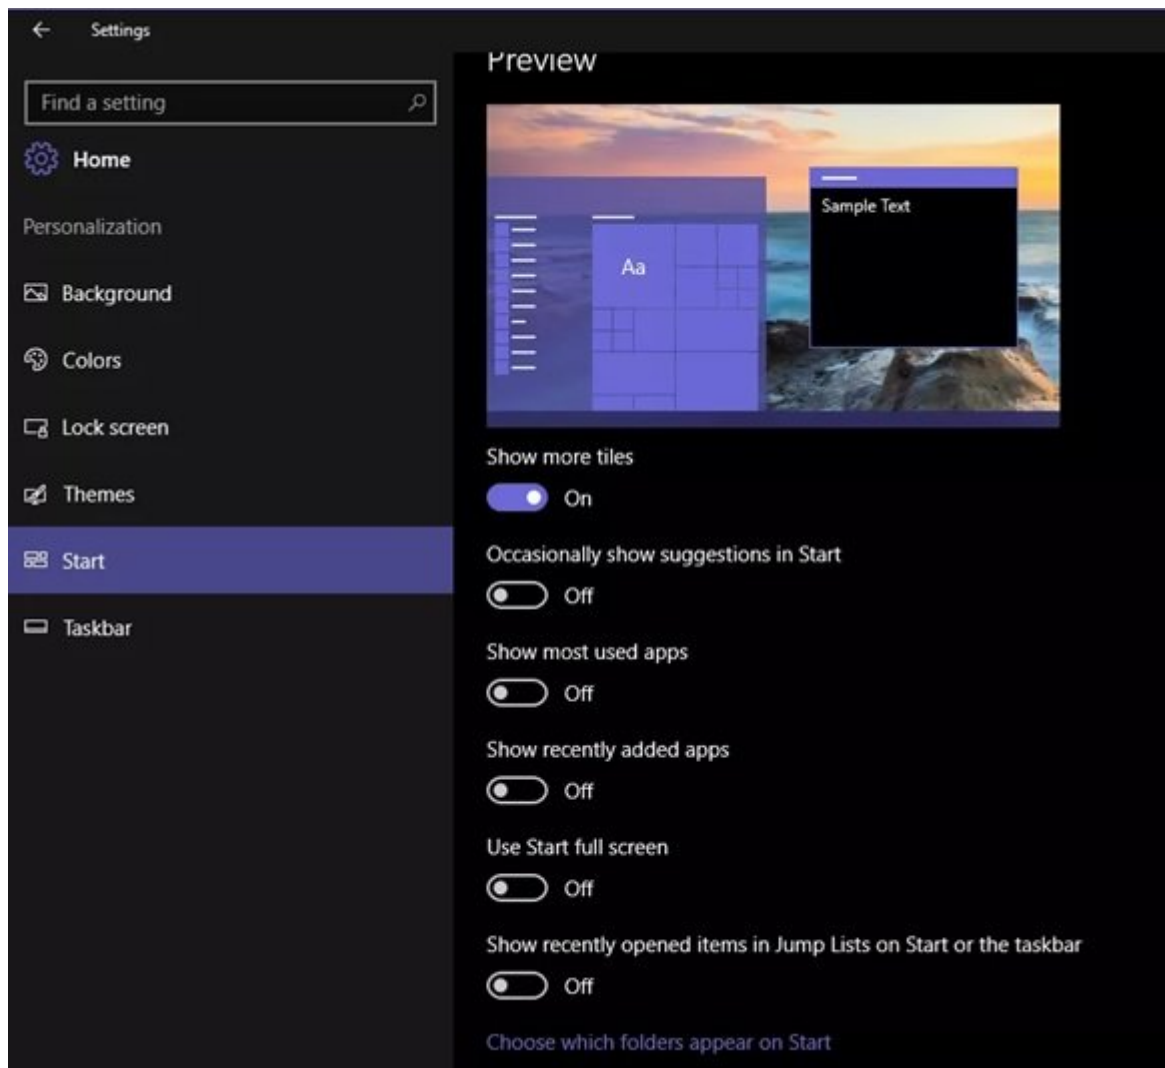 Settings
Find a setting
Home
Personalization
Background
Colors
Lock screen
Themes
Start
Taskbar
Preview
Aa
Sample Text
Show more tiles
On
Occasionally show suggestions in Start
Off
Show most used apps
Off
Show recently added apps
Off
Use Start full screen
Off
Show recently opened items in Jump Lists on Start or the taskbar
Off
Choose which folders appear on Start